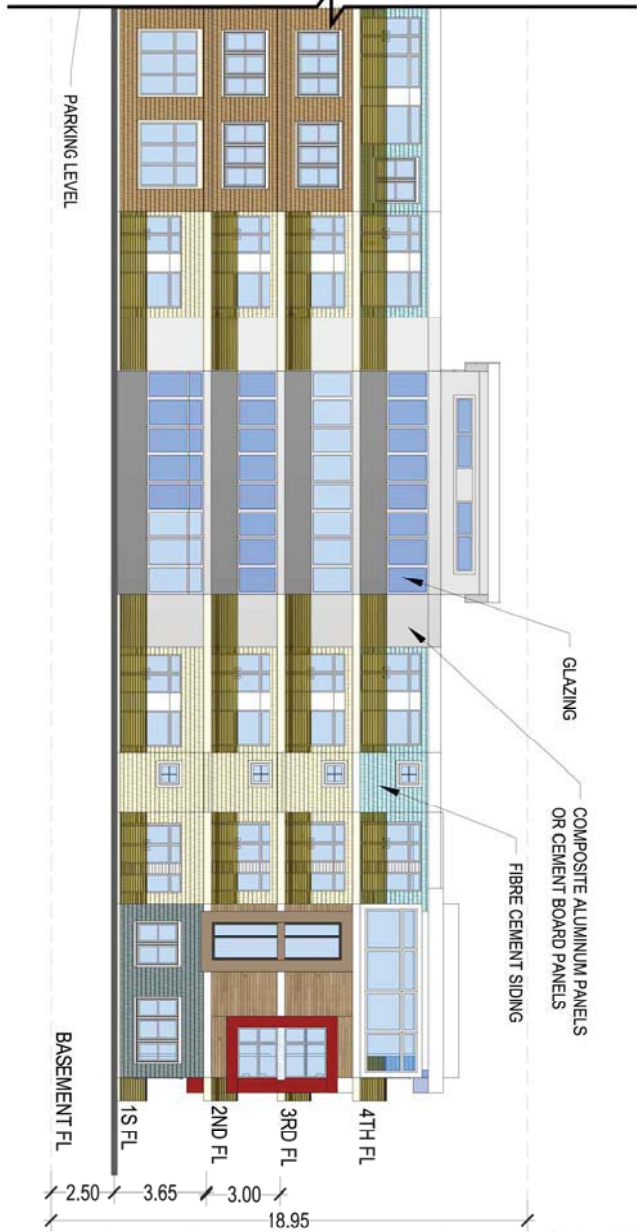 PARKING LEVEL
GLAZING
COMPOSITE ALUMINUM PANELS
OR CEMENT BOARD PANELS
FIBRE CEMENT SIDING
4TH FL
3RD FL
2ND FL
1S FL
BASEMENT FL
3.00
3.65
2.50
18.95